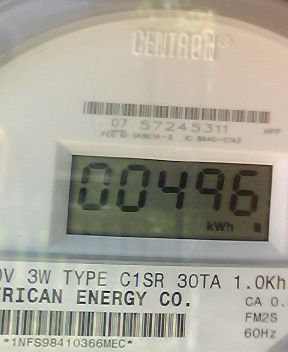 CENTRON®
07 57245311
00496
kWh
0V 3W TYPE C1SR 30TA 1.0Kh
ERICAN ENERGY CO. CA 0.
FM2S
60Hz
*1NFS98410366MEC*